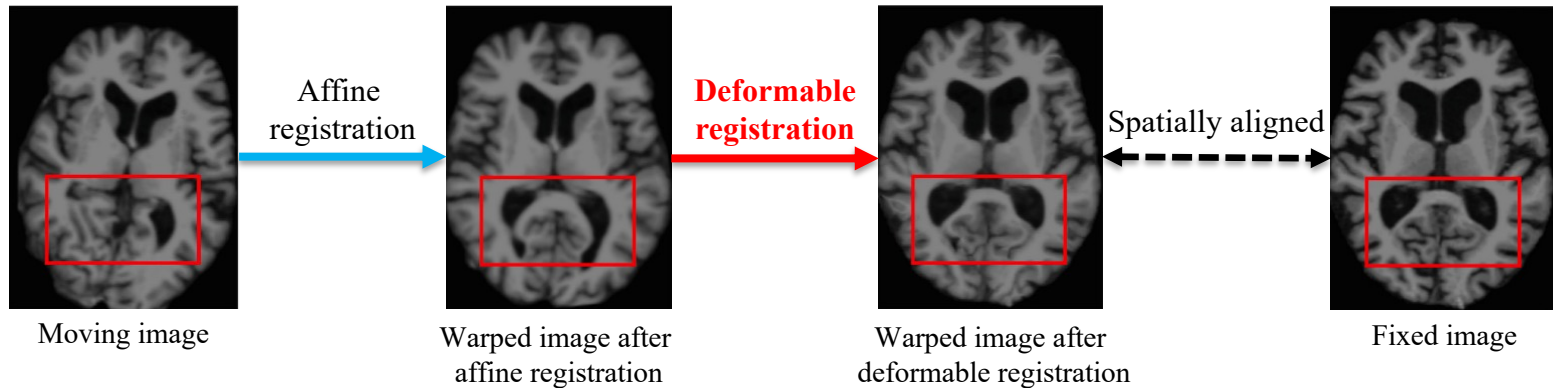 Affine
registration
Deformable
registration
Spatially aligned
Moving image
Warped image after
affine registration
Warped image after
deformable registration
Fixed image